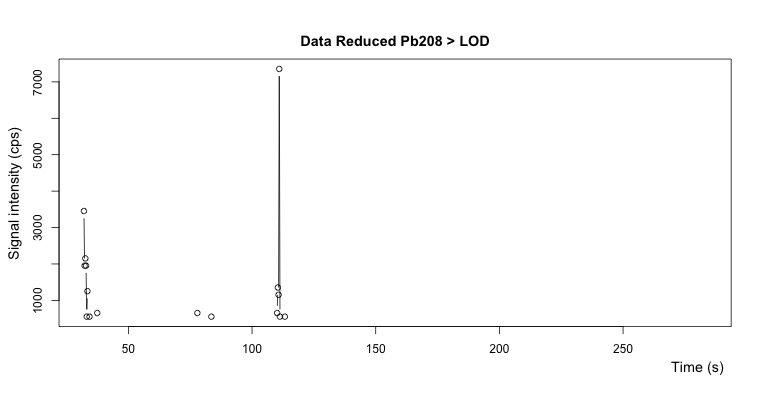 Data Reduced Pb208 > LOD
Signal intensity (cps)
7000
5000
3000
1000
50 100 150 200 250
Time (s)